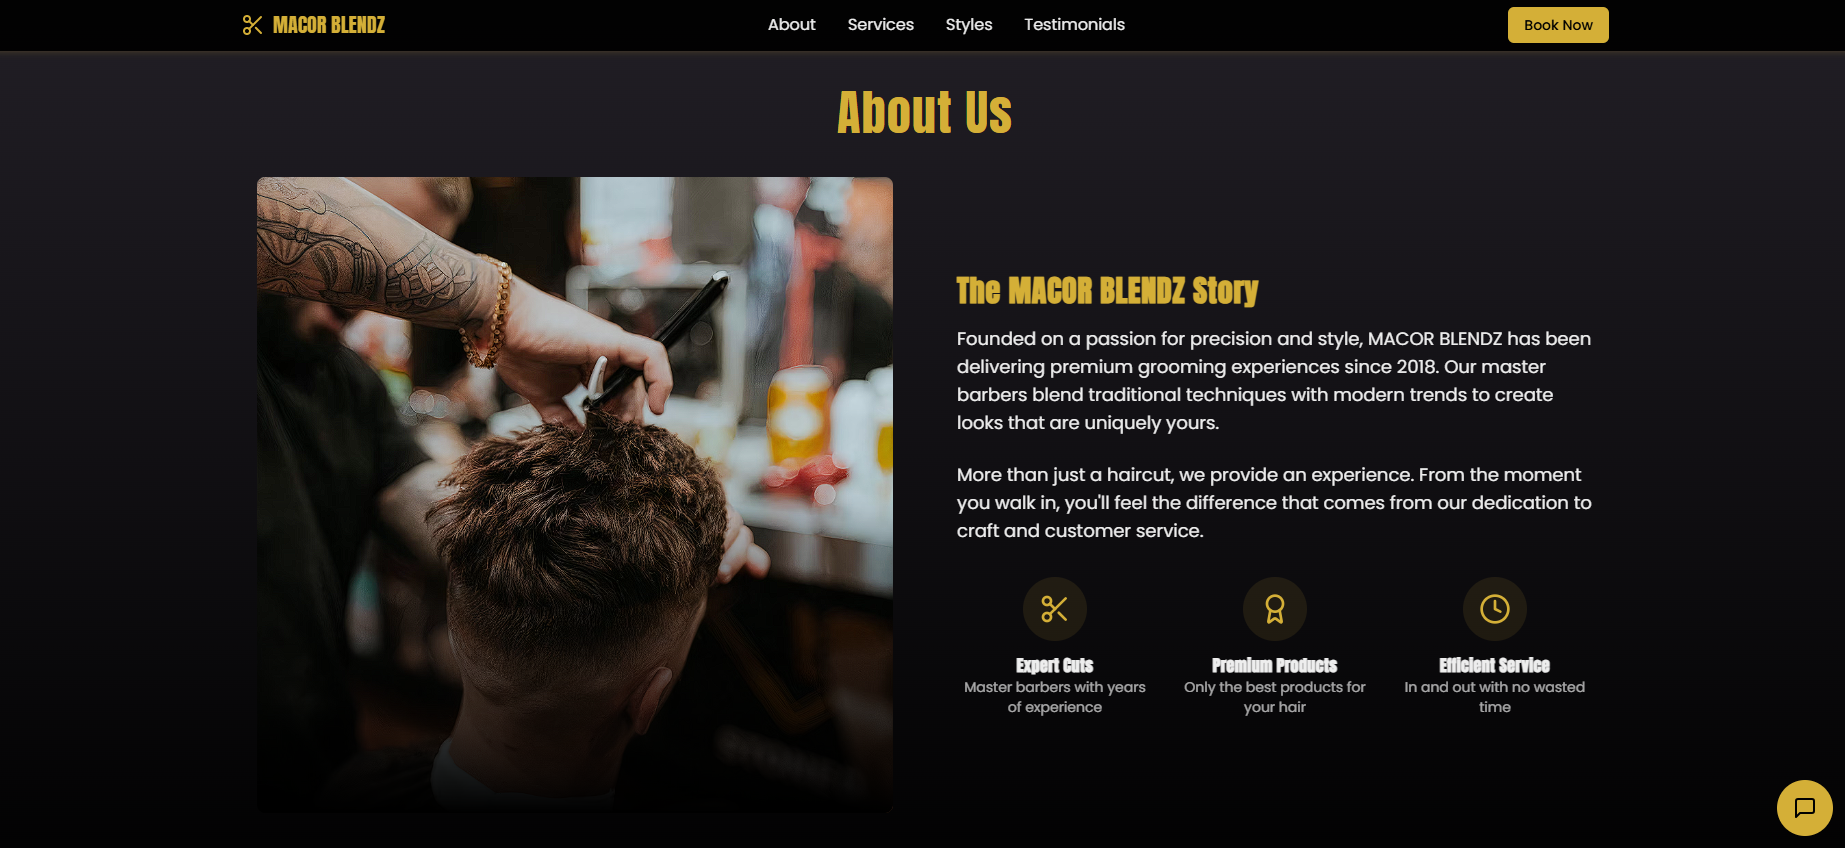 MACOR BLENDZ
About
Services
Styles
Testimonials
Book Now
About Us
The MACOR BLENDZ Story
Founded on a passion for precision and style, MACOR BLENDZ has been
delivering premium grooming experiences since 2018. Our master
barbers blend traditional techniques with modern trends to create
looks that are uniquely yours.
More than just a haircut, we provide an experience. From the moment
you walk in, you'll feel the difference that comes from our dedication to
craft and customer service.
Expert Cuts
Master barbers with years
of experience
Premium Products
Only the best products for
your hair
Efficient Service
In and out with no wasted
time